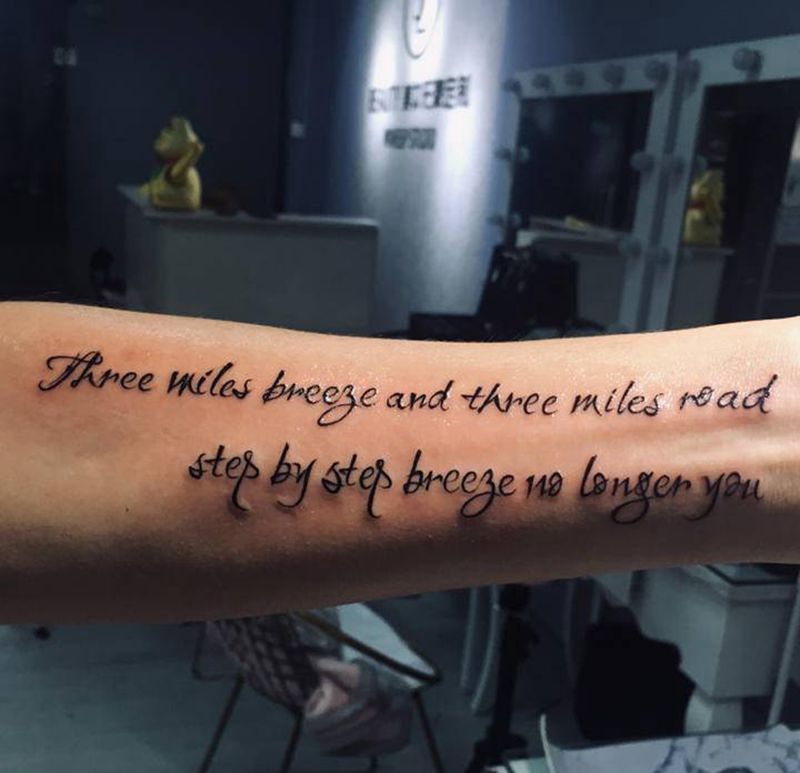 Three miles breeze and three miles road
step by step breeze no longer you